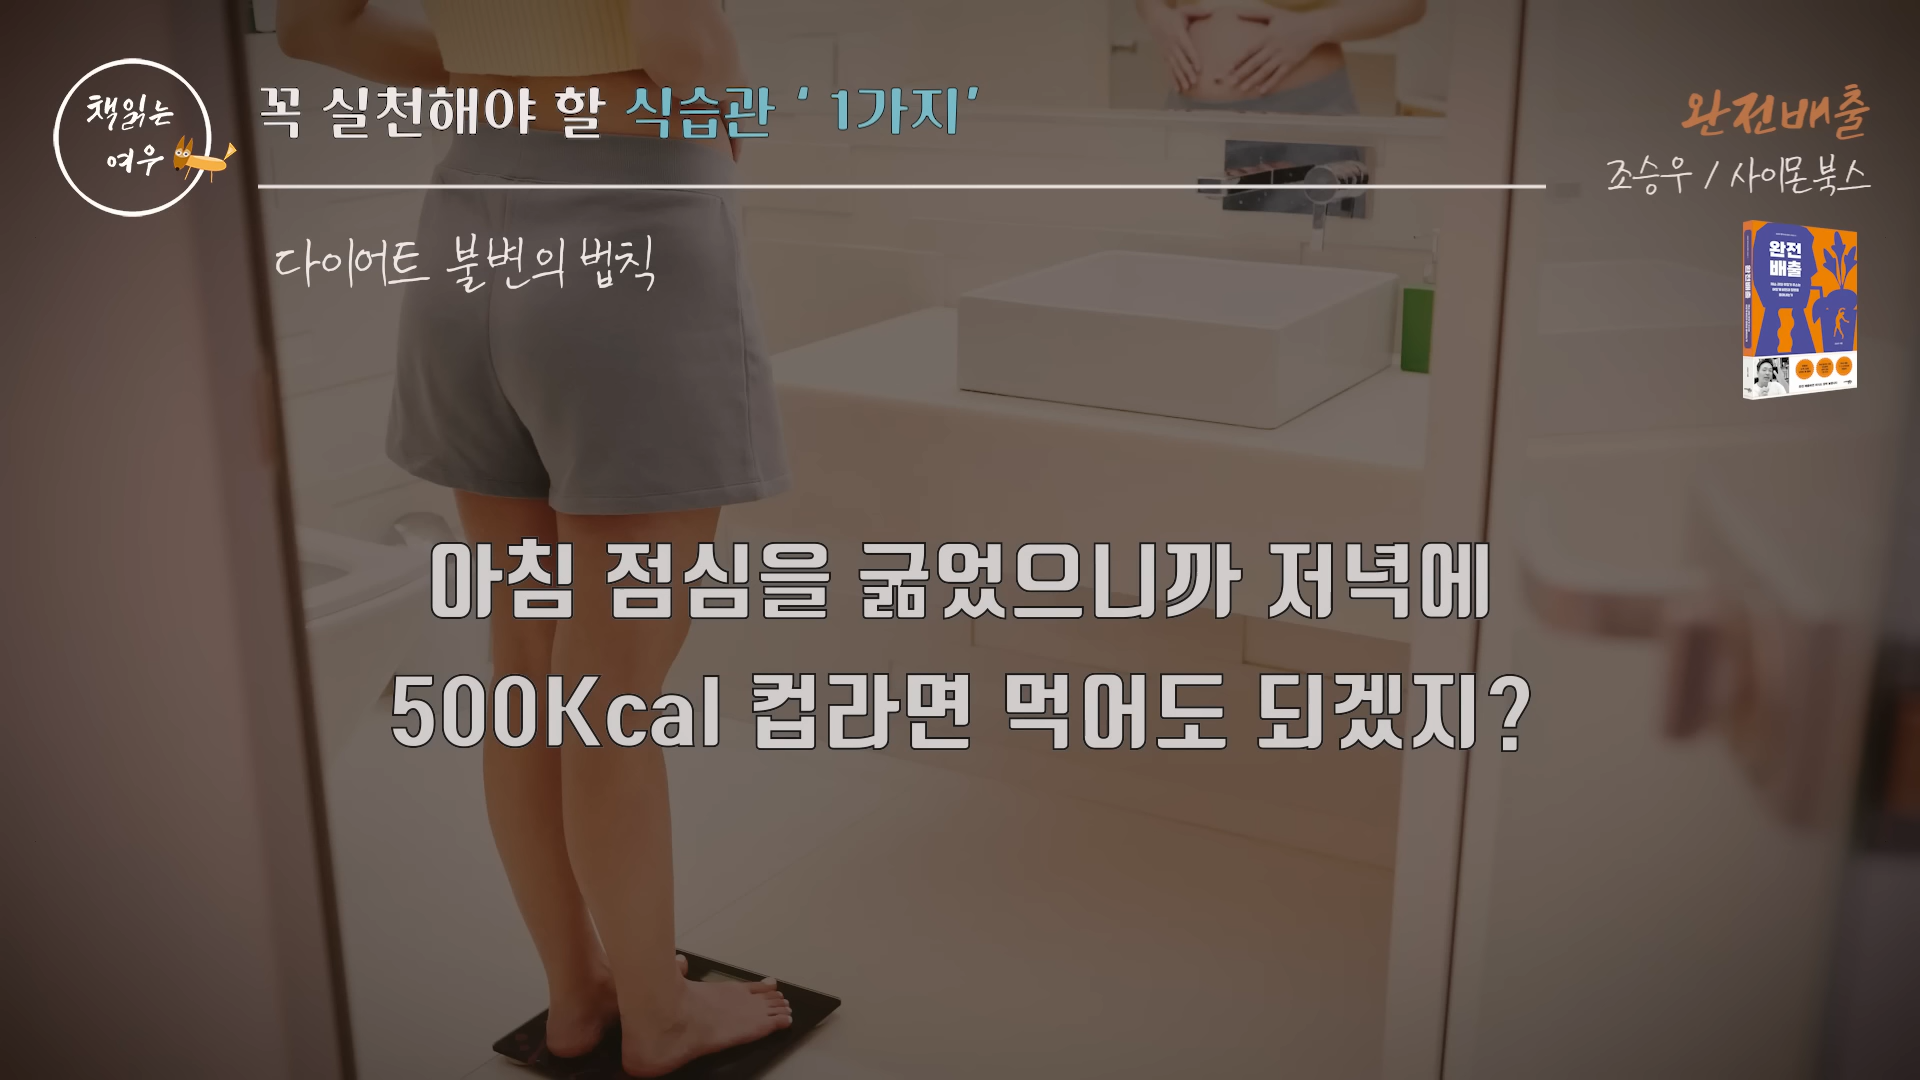 책읽는
여우
꼭 실천해야 할 식습관 ‘ 1가지’
완전배출
조승우 / 사이몬북스
다이어트 불변의 법칙
완전
배출
아침 점심을 굶었으니까 저녁에
500Kcal 컵라면 먹어도 되겠지?